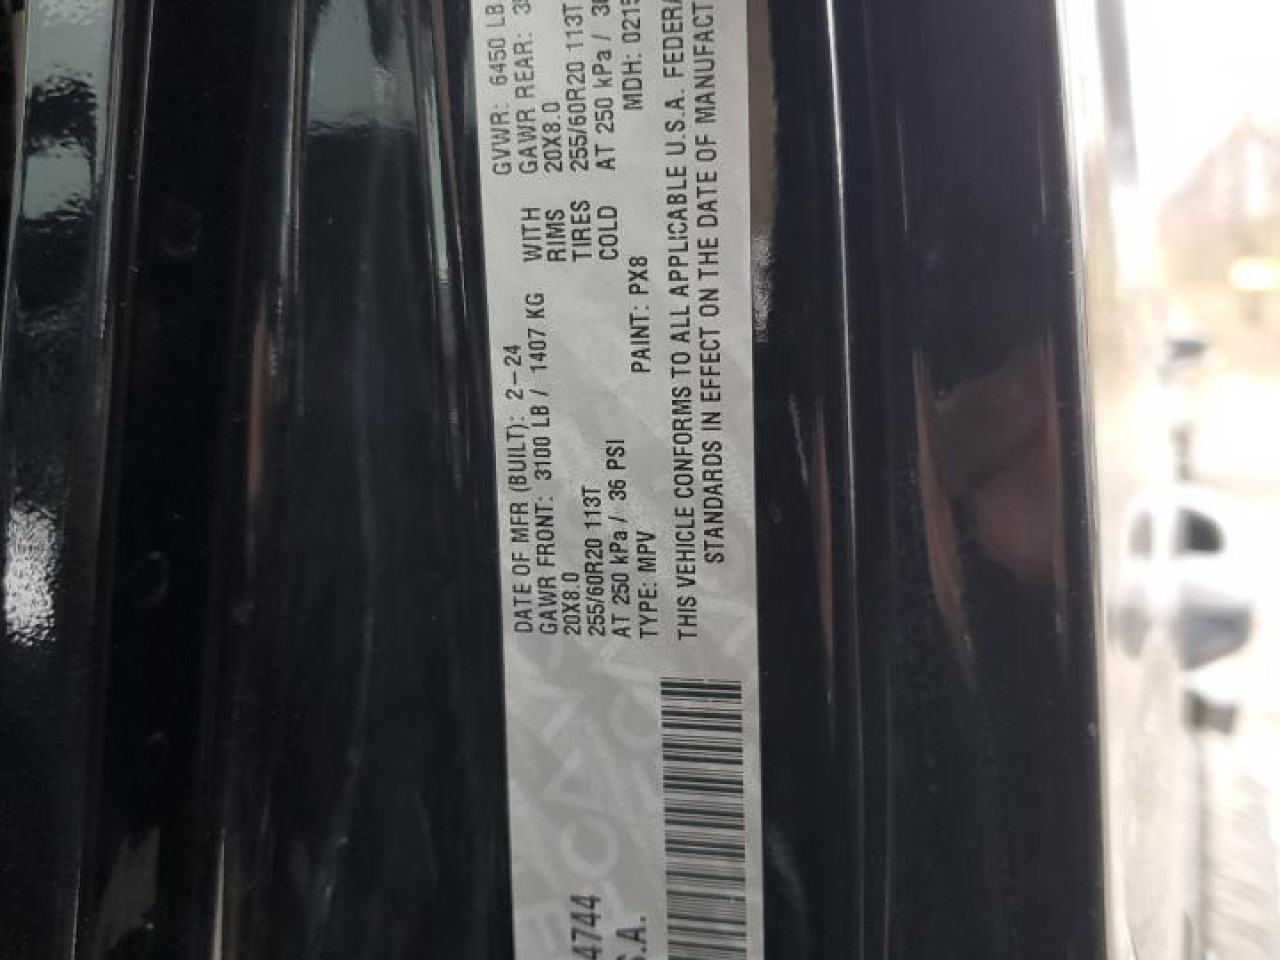 DATE OF MFR (BUILT): 2-24
GVWR: 6450 LB
GAWR FRONT: 3100 LB / 1407 KG WITH GAWR REAR:
20X8.0 RIMS 20X8.0
255/60R20 113T TIRES 255/60R20 113T
AT 250 kPa / 36 PSI COLD AT 250 kPa /
TYPE: MPV PAINT: PX8 MDH: 0215
THIS VEHICLE CONFORMS TO ALL APPLICABLE U.S.A. FEDERA
STANDARDS IN EFFECT ON THE DATE OF MANUFACT
4744
S.A.